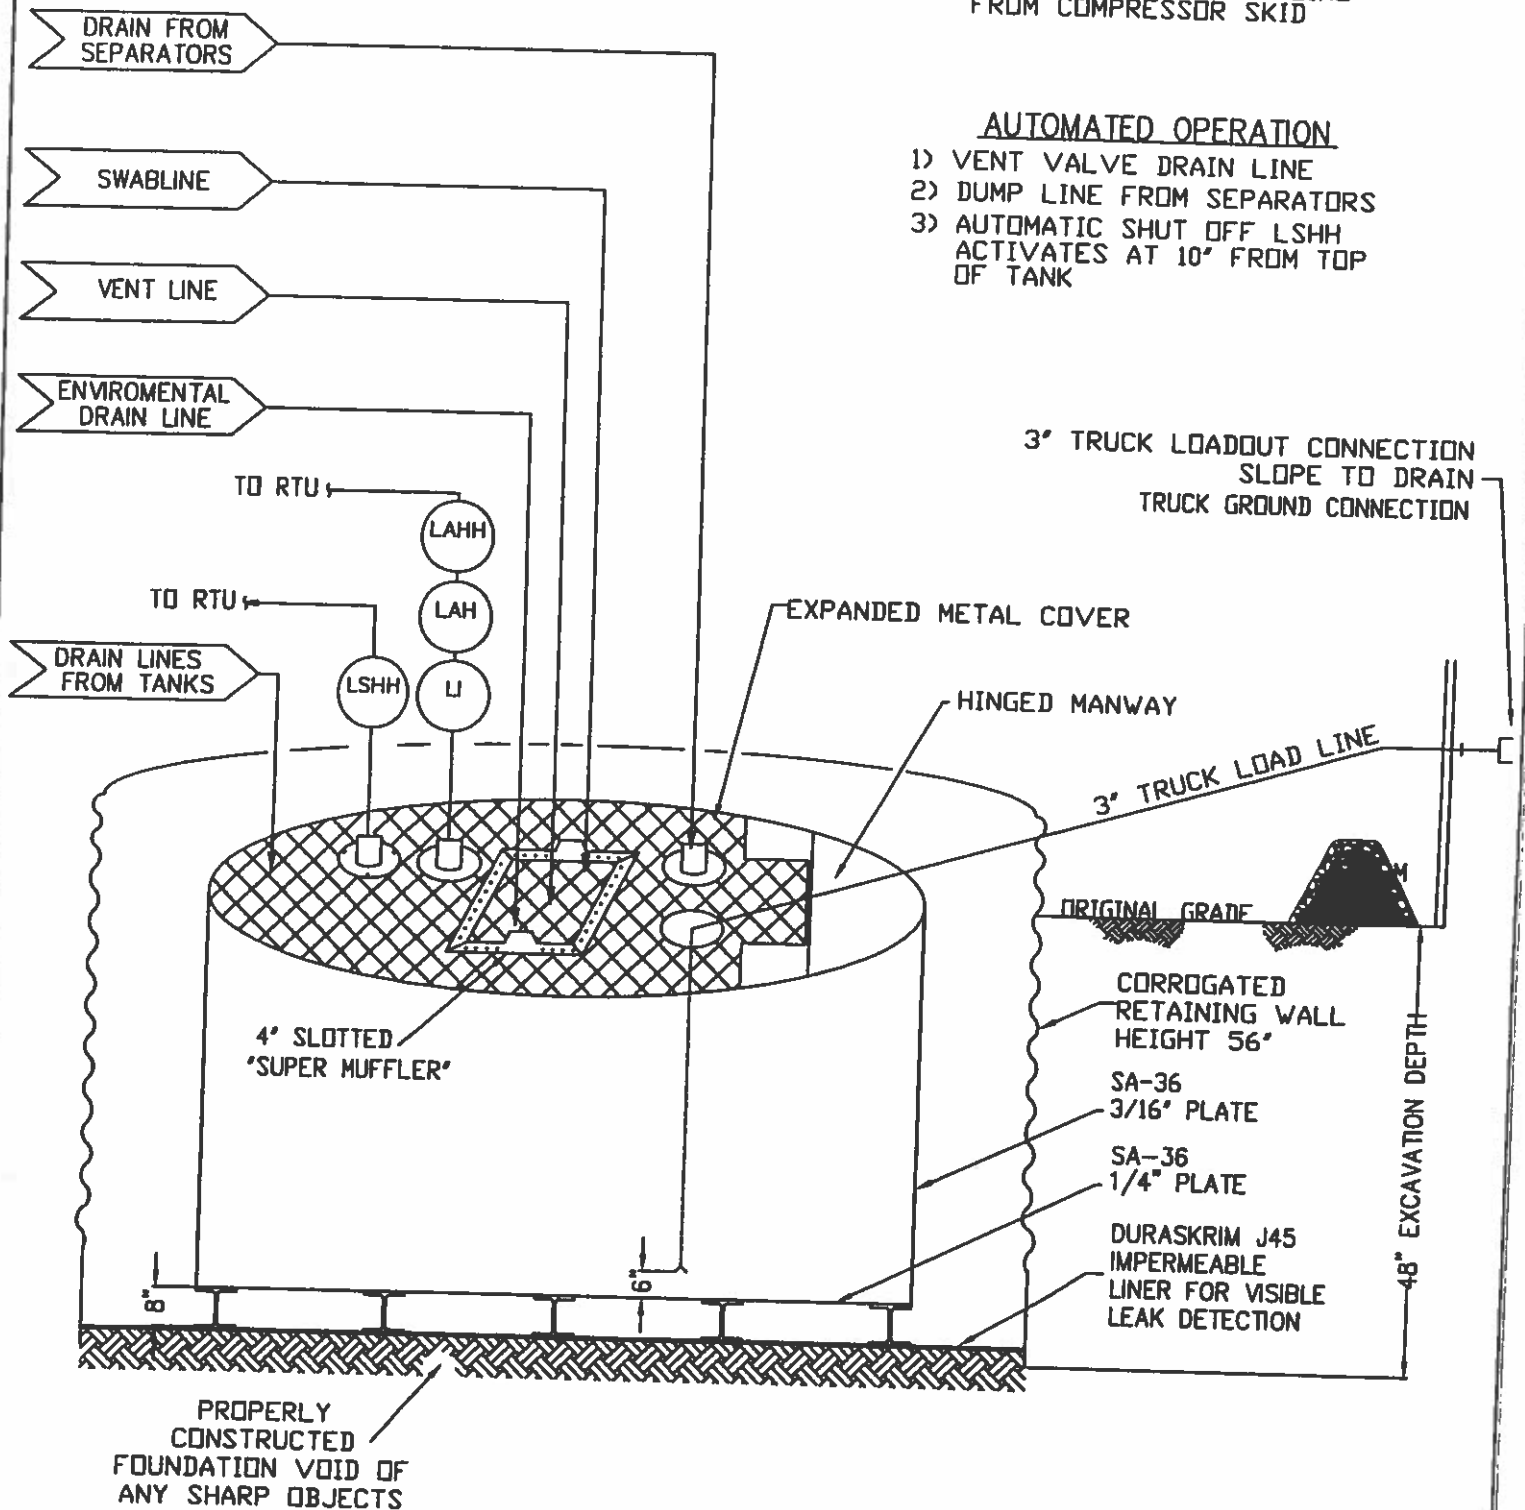 FROM COMPRESSOR SKID
DRAIN FROM
SEPARATORS
AUTOMATED OPERATION
1) VENT VALVE DRAIN LINE
2) DUMP LINE FROM SEPARATORS
3) AUTOMATIC SHUT OFF LSHH
ACTIVATES AT 10" FROM TOP
OF TANK
SWABLINE
VENT LINE
ENVIROMENTAL
DRAIN LINE
3" TRUCK LOADOUT CONNECTION
SLOPE TO DRAIN
TRUCK GROUND CONNECTION
TO RTU
LAHH
TO RTU
LAH
EXPANDED METAL COVER
DRAIN LINES
FROM TANKS
LSHH
LI
HINGED MANWAY
3" TRUCK LOAD LINE
M
ORIGINAL GRADE
CORROGATED
RETAINING WALL
HEIGHT 56"
4" SLOTTED
"SUPER MUFFLER"
SA-36
3/16" PLATE
SA-36
1/4" PLATE
48" EXCAVATION DEPTH
DURASKRIM J45
IMPERMEABLE
LINER FOR VISIBLE
LEAK DETECTION
8"
6"
PROPERLY
CONSTRUCTED
FOUNDATION VOID OF
ANY SHARP OBJECTS